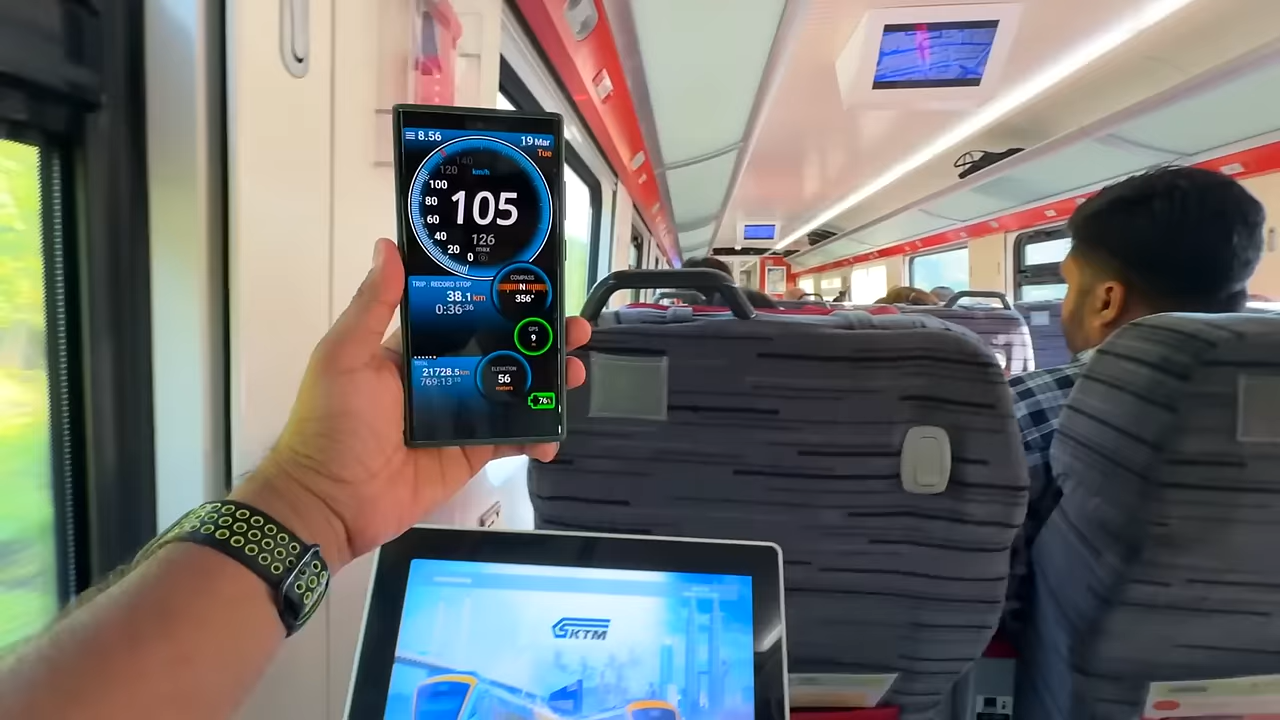 8.56
19 Mar
Tue
140
120
km/h
100
80
60
40
20
0
105
126
max
TRIP : RECORD STOP
38.1 km
0:36:36
COMPASS
N
356°
GPS
9
TOTAL
21728.5 km
769:13
ELEVATION
56
meters
76%
KTM